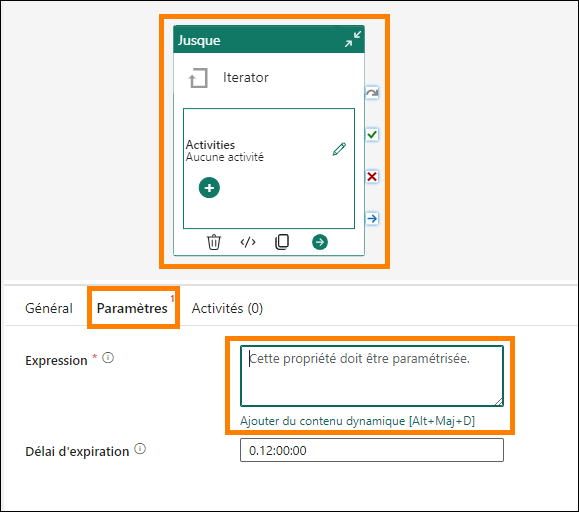 Jusque
Iterator
Activities
Aucune activité
Général
Paramètres 1
Activités (0)
Expression *
Cette propriété doit être paramétrisée.
Ajouter du contenu dynamique [Alt+Maj+D]
Délai d'expiration
0.12:00:00